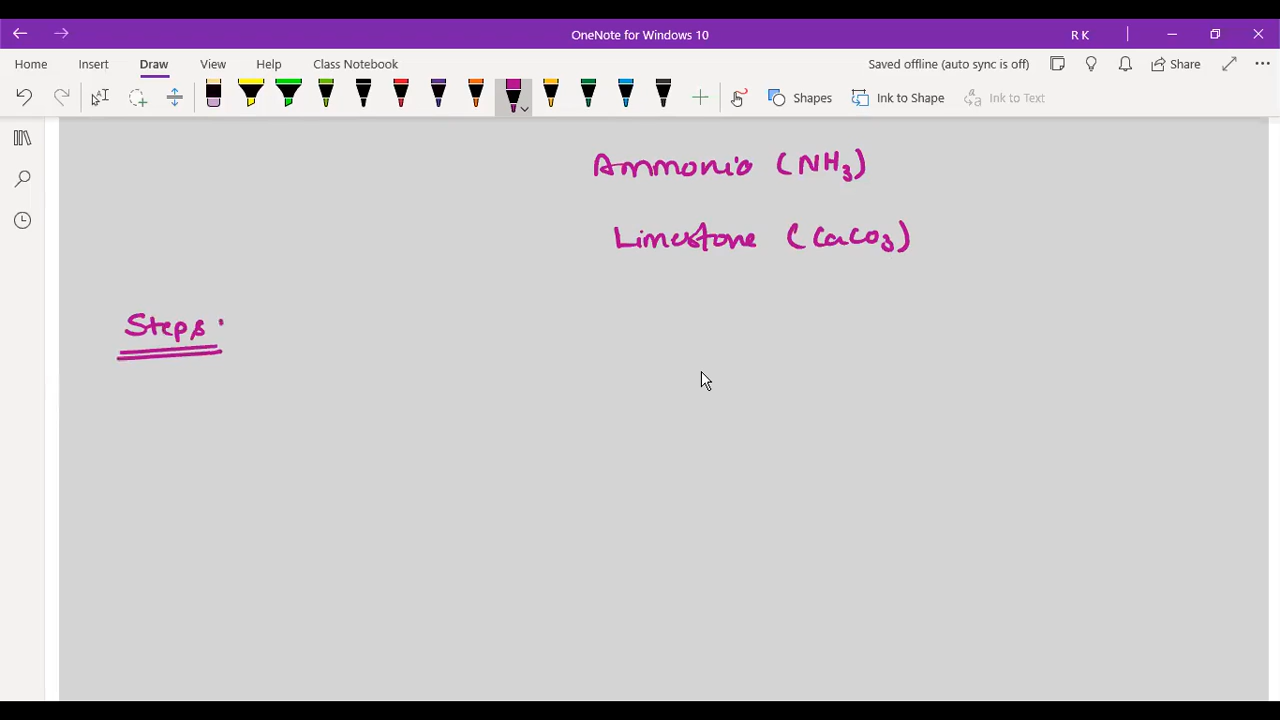 OneNote for Windows 10
R K
Home Insert Draw View Help Class Notebook
Saved offline (auto sync is off)
Share
Shapes
Ink to Shape
Ink to Text
Ammonia (NH3)
Limestone (CaCO3)
Steps: